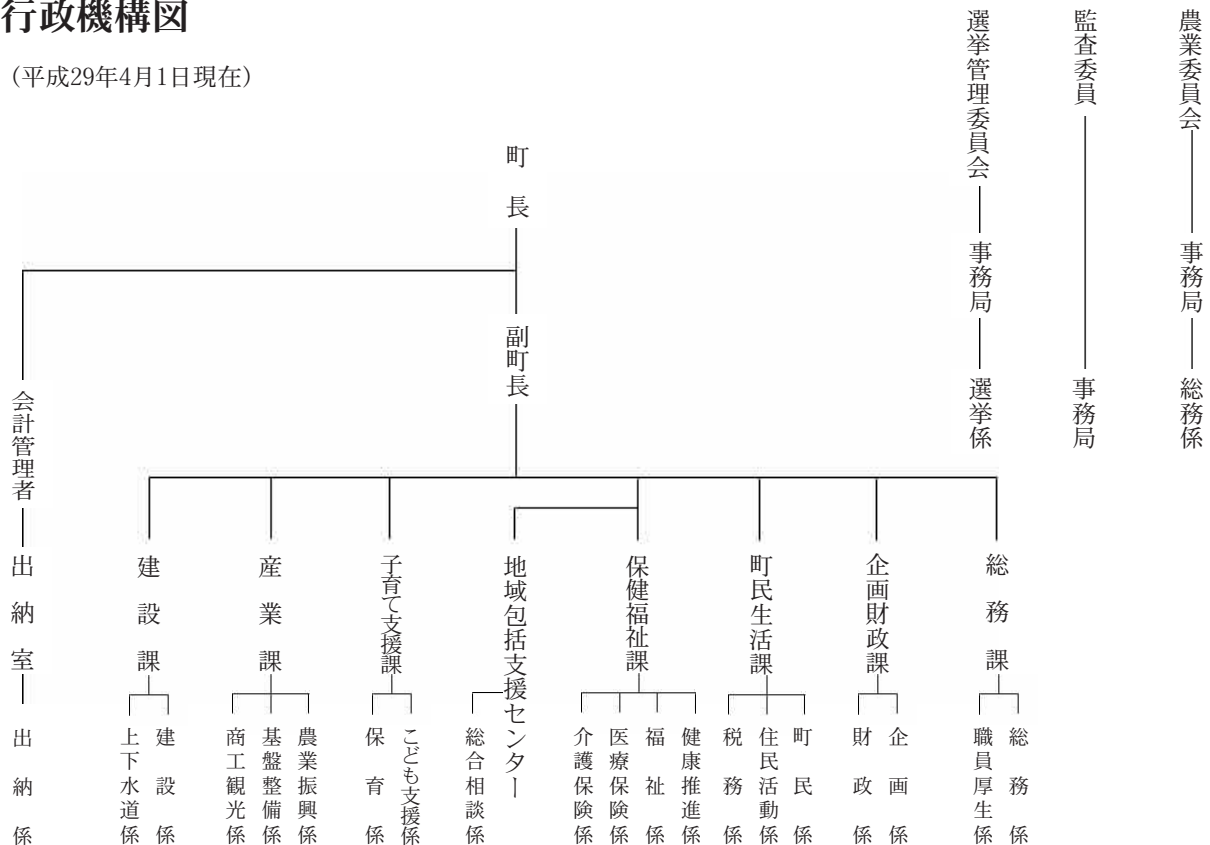 行政機構図
(平成29年4月1日現在)
農業委員会
事務局
総務係
監査委員
事務局
選挙管理委員会
事務局
選挙係
町長
副町長
会計管理者
出納室
出納係
総務課
総務係
職員厚生係
企画財政課
企画係
財政係
町民生活課
町民係
住民活動係
税務係
保健福祉課
健康推進係
福祉係
医療保険係
介護保険係
地域包括支援センター
総合相談係
子育て支援課
こども支援係
保育係
産業課
農業振興係
基盤整備係
商工観光係
建設課
建設係
上下水道係